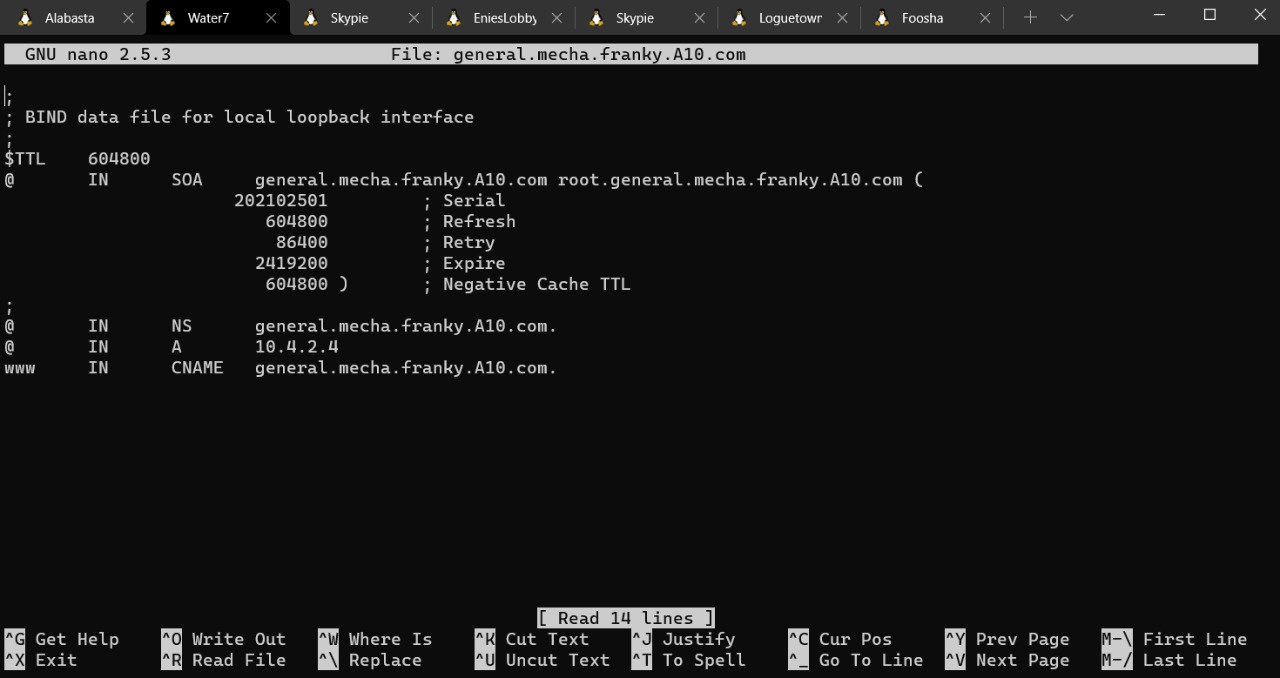 Alabasta Water7 Skypie EniesLobby Skypie Loguetown Foosha
GNU nano 2.5.3 File: general.mecha.franky.A10.com
;
; BIND data file for local loopback interface
;
$TTL 604800
@ IN SOA general.mecha.franky.A10.com root.general.mecha.franky.A10.com (
202102501 ; Serial
604800 ; Refresh
86400 ; Retry
2419200 ; Expire
604800 ) ; Negative Cache TTL
;
@ IN NS general.mecha.franky.A10.com.
@ IN A 10.4.2.4
www IN CNAME general.mecha.franky.A10.com.
[ Read 14 lines ]
^G Get Help ^O Write Out ^W Where Is ^K Cut Text ^J Justify ^C Cur Pos ^Y Prev Page M-\ First Line
^X Exit ^R Read File ^\ Replace ^U Uncut Text ^T To Spell ^_ Go To Line ^V Next Page M-/ Last Line